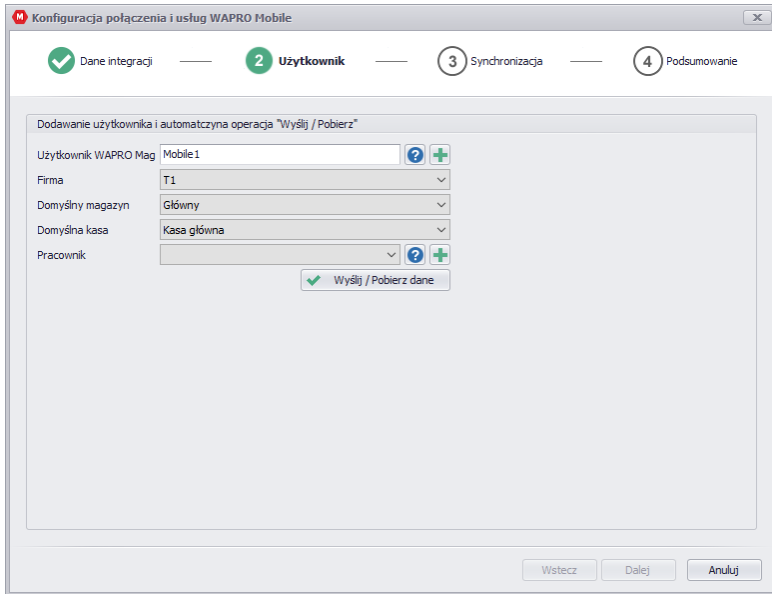 M Konfiguracja połączenia i usług WAPRO Mobile
Dane integracji 2 Użytkownik 3 Synchronizacja 4 Podsumowanie
Dodawanie użytkownika i automatczyna operacja "Wyślij / Pobierz"
Użytkownik WAPRO Mag Mobile1 ?
Firma T1
Domyślny magazyn Główny
Domyślna kasa Kasa główna
Pracownik ?
Wyślij / Pobierz dane
Wstecz Dalej Anuluj